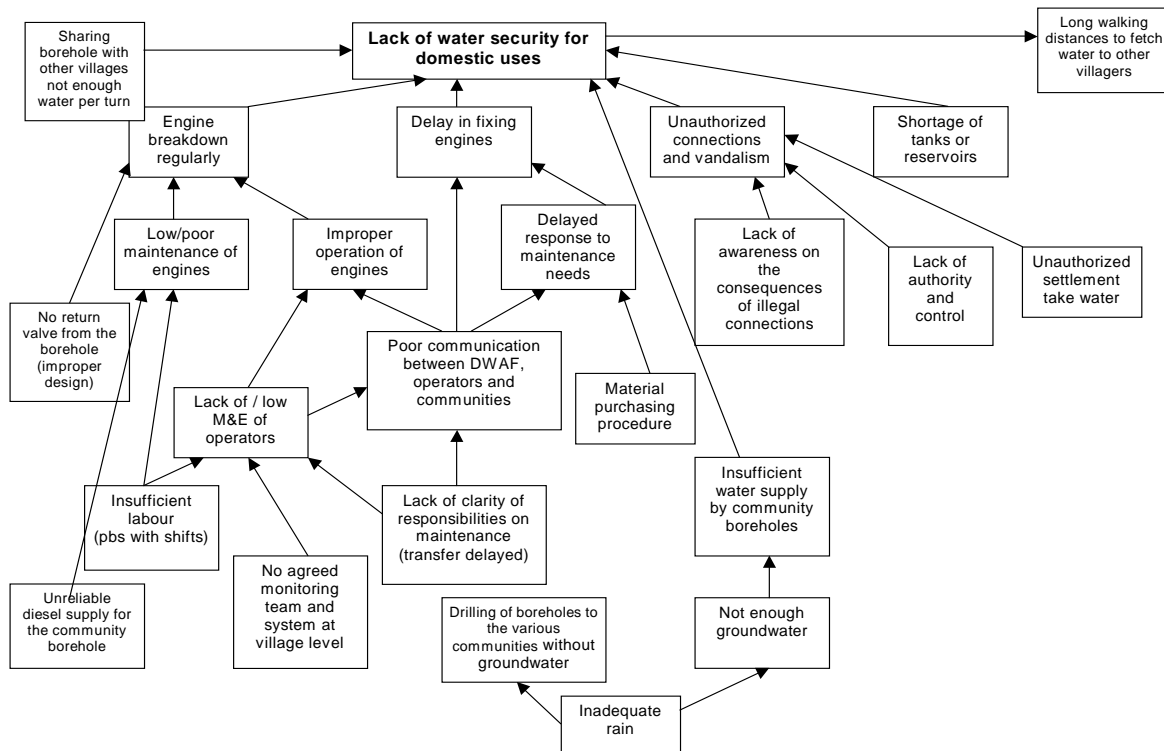 Sharing
borehole with
other villages
not enough
water per turn
Lack of water security for
domestic uses
Long walking
distances to fetch
water to other
villagers
Engine
breakdown
regularly
Delay in fixing
engines
Unauthorized
connections
and vandalism
Shortage of
tanks or
reservoirs
Low/poor
maintenance of
engines
Improper
operation of
engines
Delayed
response to
maintenance
needs
Lack of
awareness on
the
consequences
of illegal
connections
Lack of
authority
and
control
Unauthorized
settlement
take water
No return
valve from the
borehole
(improper
design)
Poor communication
between DWAF,
operators and
communities
Material
purchasing
procedure
Lack of / low
M&E of
operators
Insufficient
water supply
by community
boreholes
Insufficient
labour
(pbs with shifts)
Lack of clarity of
responsibilities on
maintenance
(transfer delayed)
No agreed
monitoring
team and
system at
village level
Unreliable
diesel supply for
the community
borehole
Drilling of boreholes to
the various
communities without
groundwater
Not enough
groundwater
Inadequate
rain